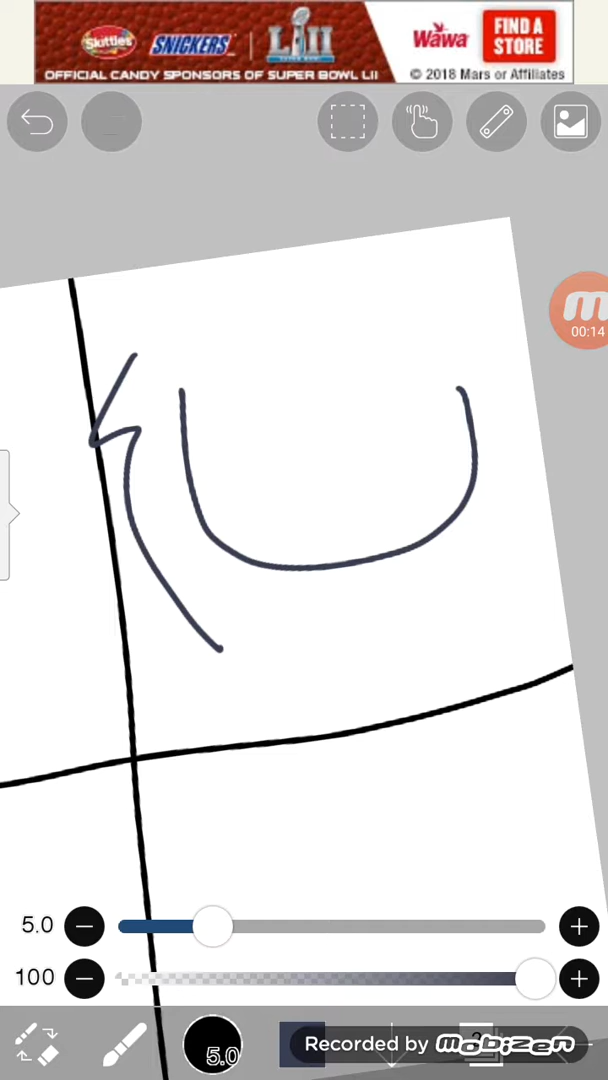 Skittles SNICKERS LII Wawa FIND A STORE
OFFICIAL CANDY SPONSORS OF SUPER BOWL LII © 2018 Mars or Affiliates
00:14
5.0
100
5.0
Recorded by mobizen